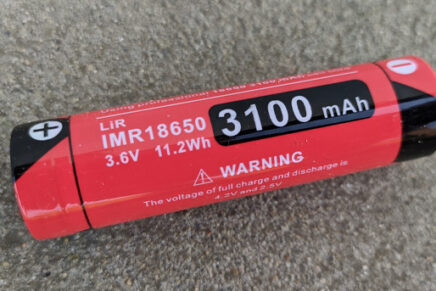 LiR
IMR18650
3100 mAh
3.6V 11.2Wh
WARNING
The voltage of full charge and discharge is
4.2V and 2.5V